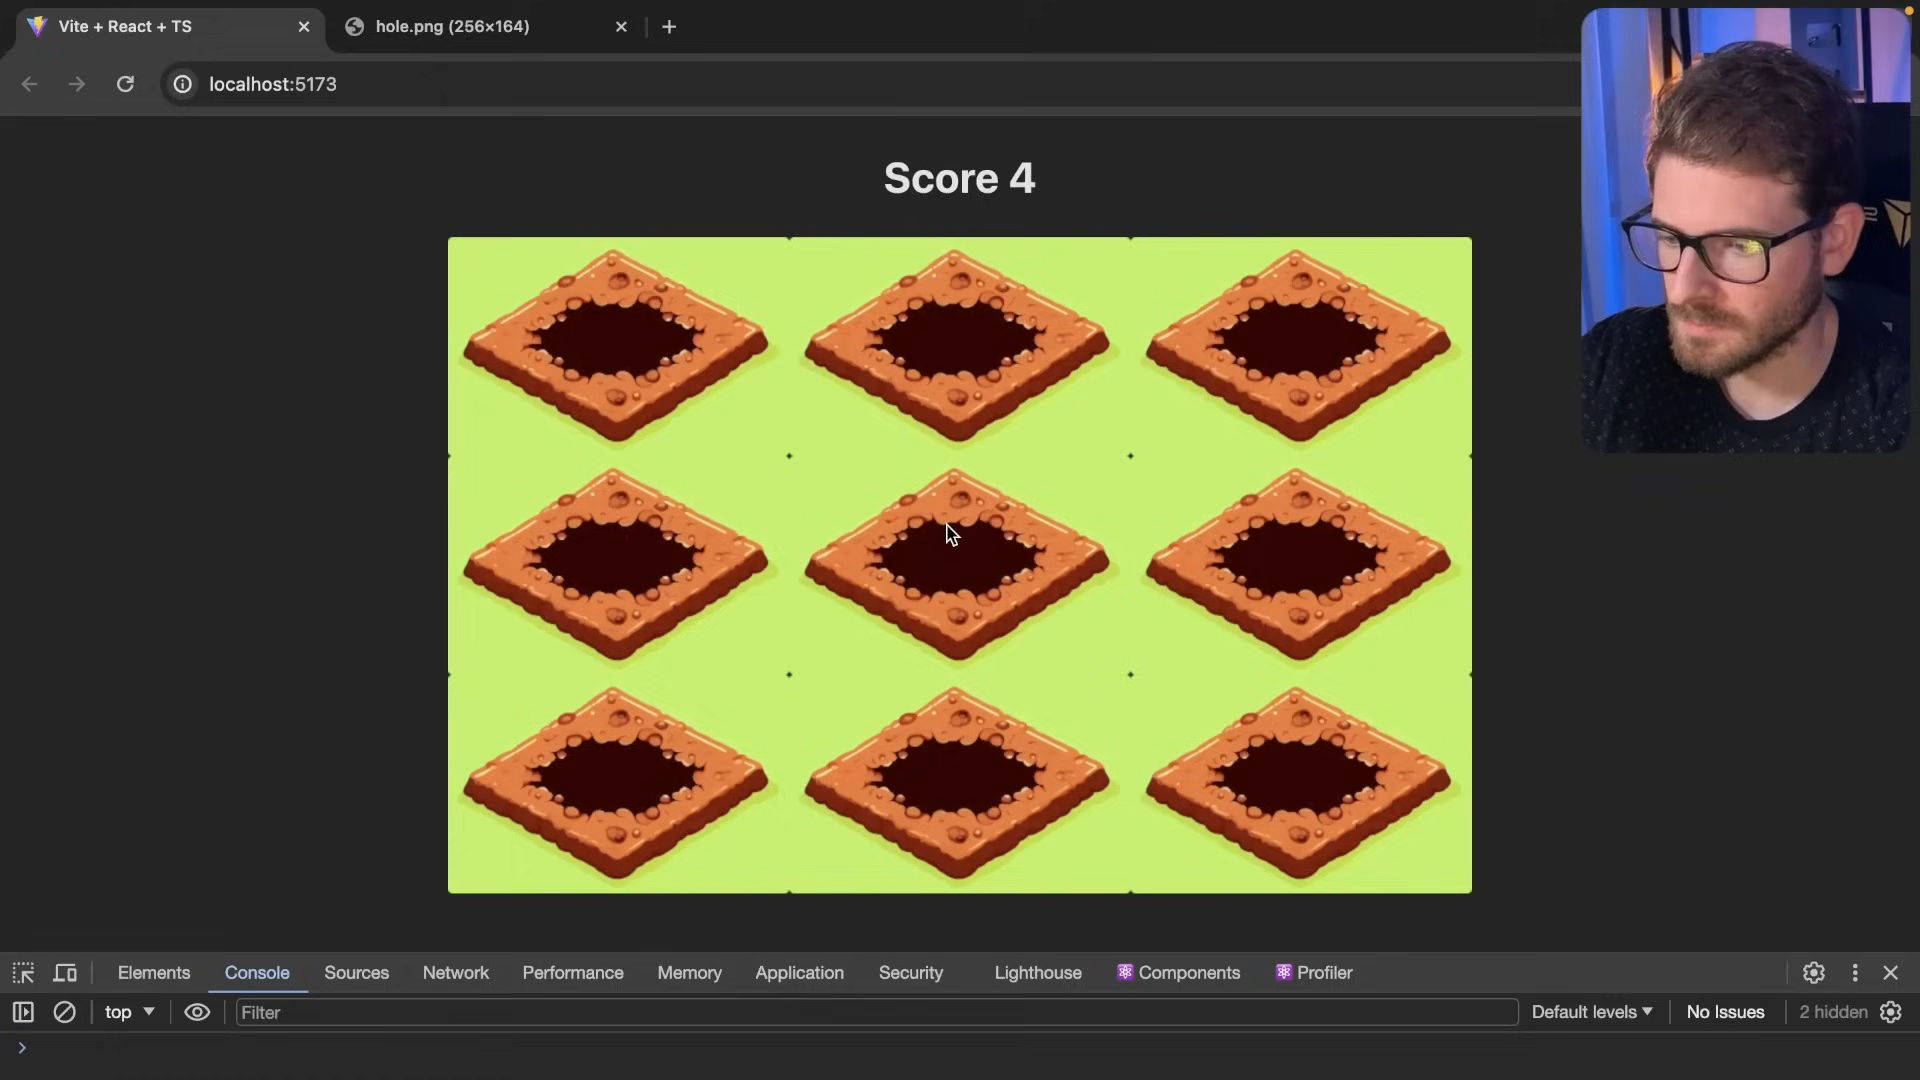 Vite + React + TS
hole.png (256×164)
localhost:5173
Score 4
Elements Console Sources Network Performance Memory Application Security Lighthouse Components Profiler
top Filter Default levels No Issues 2 hidden